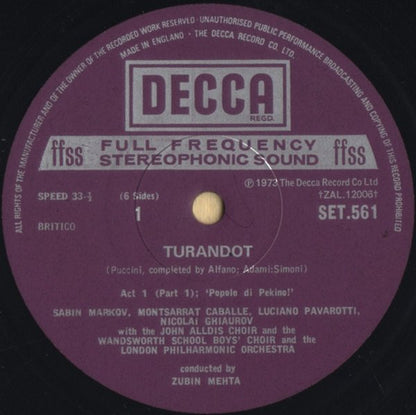 ALL RIGHTS OF THE MANUFACTURER AND OF THE OWNER OF THE RECORDED WORK RESERVED · UNAUTHORISED PUBLIC PERFORMANCE BROADCASTING AND COPYING OF THIS RECORD PROHIBITED
MADE IN ENGLAND · THE DECCA RECORD CO. LTD.
DECCA
REGD.
ffss FULL FREQUENCY ffss
STEREOPHONIC SOUND
Ⓟ 1973 The Decca Record Co Ltd
SPEED 33-⅓ (6 Sides) †ZAL.12008†
1 SET.561
BRITICO
TURANDOT
(Puccini, completed by Alfano; Adami:Simoni)
Act 1 (Part 1); 'Popolo di Pekino!'
SABIN MARKOV, MONTSARRAT CABALLE, LUCIANO PAVAROTTI,
NICOLAI GHIAUROV
with the JOHN ALLDIS CHOIR and the
WANDSWORTH SCHOOL BOYS' CHOIR and the
LONDON PHILHARMONIC ORCHESTRA
conducted by
ZUBIN MEHTA